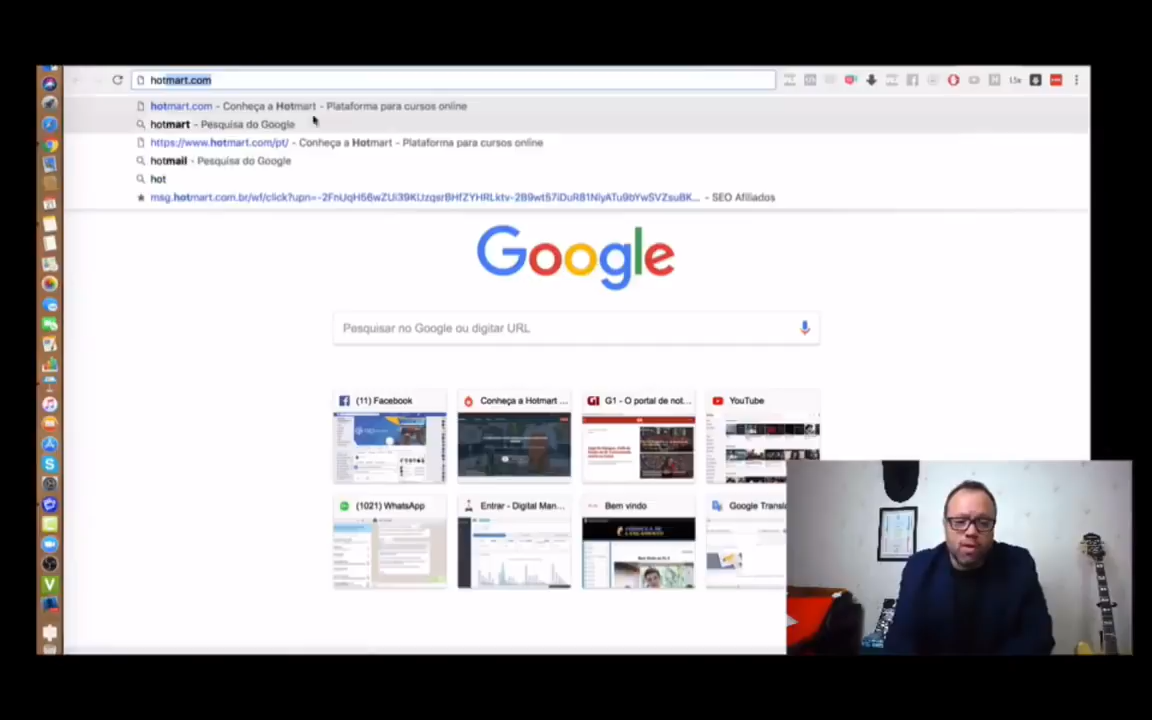 hotmart.com
hotmart.com - Conheça a Hotmart - Plataforma para cursos online
hotmart - Pesquisa do Google
https://www.hotmart.com/pt/ - Conheça a Hotmart - Plataforma para cursos online
hotmail - Pesquisa do Google
hot
- SEO Afiliados
Google
Pesquisar no Google ou digitar URL
(11) Facebook
Conheça a Hotmart ...
G1 - O portal de not...
YouTube
(1021) WhatsApp
Entrar - Digital Man...
Bem vindo
Google Transla